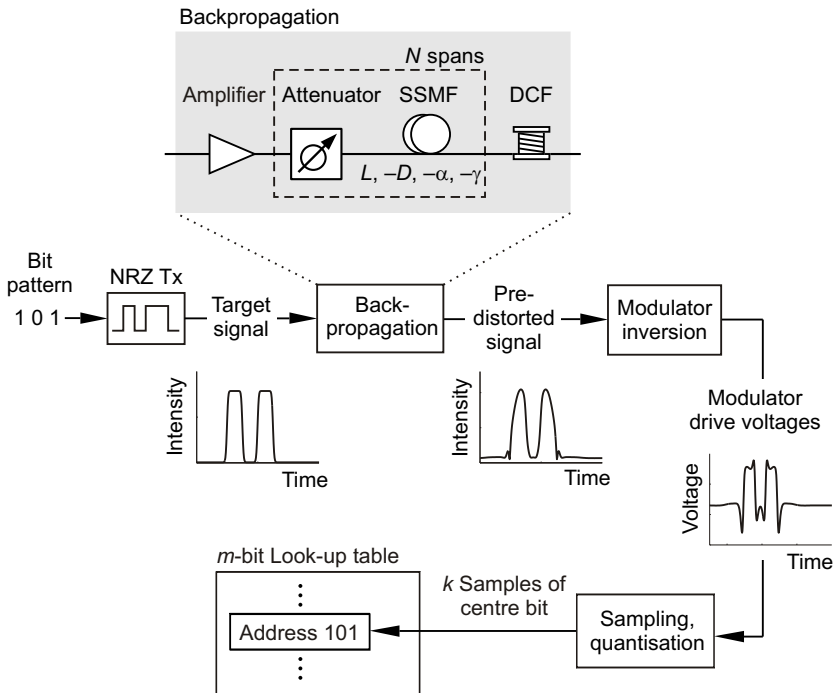 Backpropagation
N spans
Amplifier
Attenuator
SSMF
DCF
L, –D, –α, –γ
Bit
pattern
1 0 1
NRZ Tx
Target
signal
Back-
propagation
Pre-
distorted
signal
Modulator
inversion
Intensity
Time
Intensity
Time
Modulator
drive voltages
Voltage
Time
m-bit Look-up table
Address 101
k Samples of
centre bit
Sampling,
quantisation